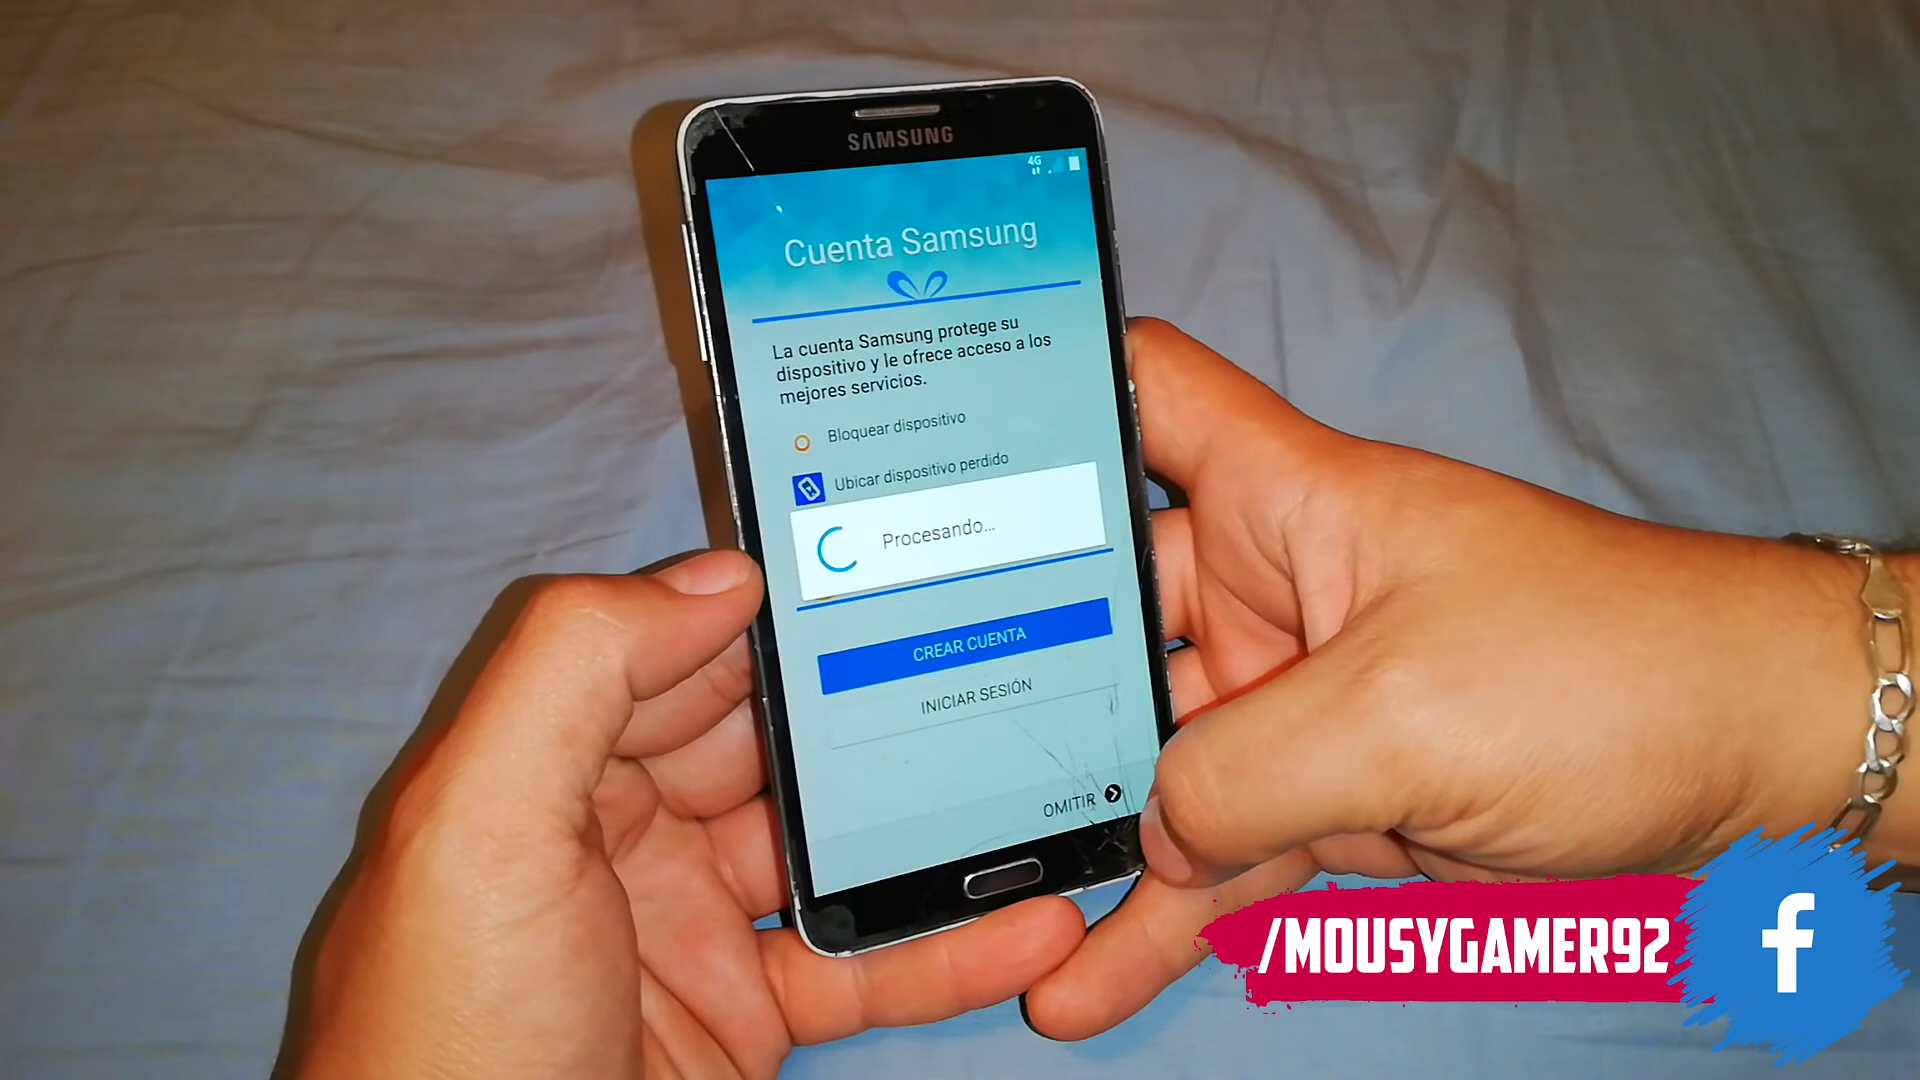 SAMSUNG
4G
Cuenta Samsung
La cuenta Samsung protege su
dispositivo y le ofrece acceso a los
mejores servicios.
Bloquear dispositivo
Ubicar dispositivo perdido
Procesando...
CREAR CUENTA
INICIAR SESIÓN
OMITIR
/MOUSYGAMER92
f